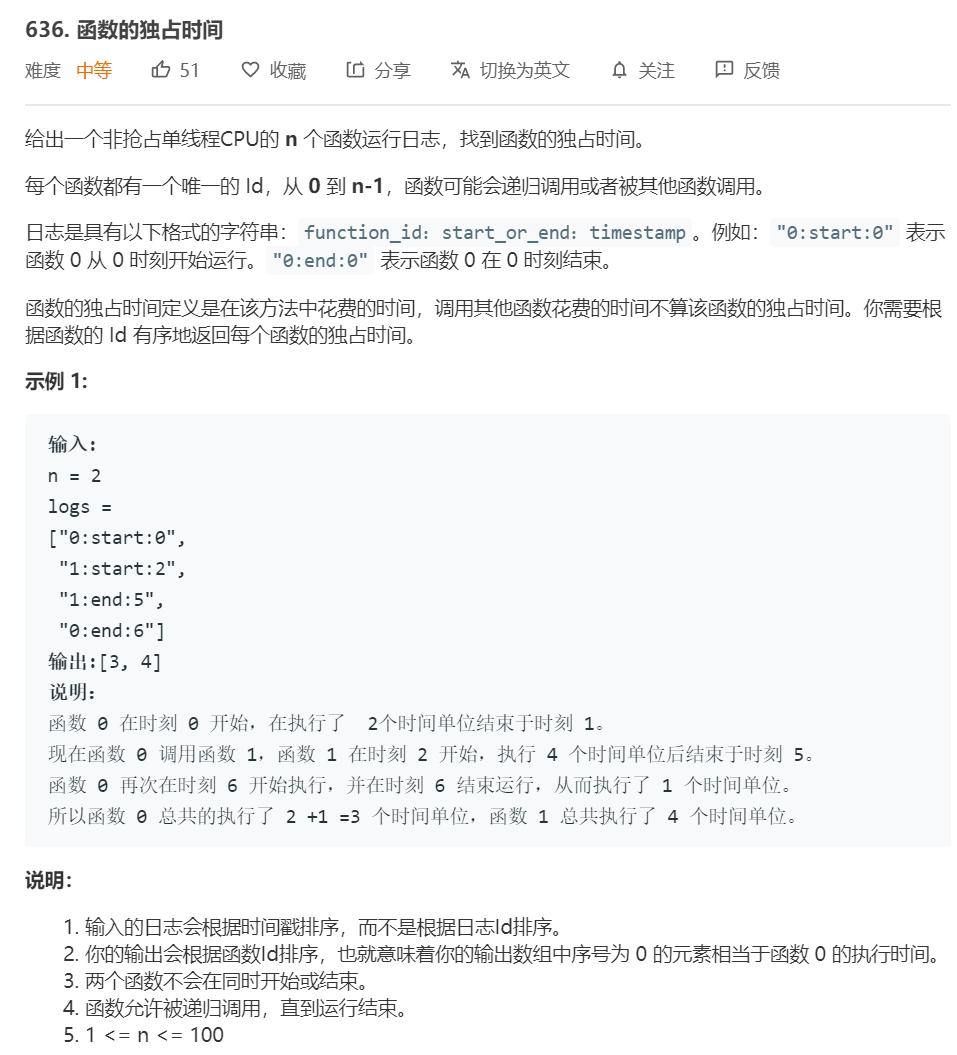 636. 函数的独占时间
难度 中等 51 收藏 分享 切换为英文 关注 反馈
给出一个非抢占单线程CPU的 n 个函数运行日志，找到函数的独占时间。
每个函数都有一个唯一的 Id，从 0 到 n-1，函数可能会递归调用或者被其他函数调用。
日志是具有以下格式的字符串：function_id：start_or_end：timestamp。例如："0:start:0" 表示
函数 0 从 0 时刻开始运行。"0:end:0" 表示函数 0 在 0 时刻结束。
函数的独占时间定义是在该方法中花费的时间，调用其他函数花费的时间不算该函数的独占时间。你需要根
据函数的 Id 有序地返回每个函数的独占时间。
示例 1:
输入:
n = 2
logs =
["0:start:0",
"1:start:2",
"1:end:5",
"0:end:6"]
输出:[3, 4]
说明:
函数 0 在时刻 0 开始，在执行了  2个时间单位结束于时刻 1。
现在函数 0 调用函数 1，函数 1 在时刻 2 开始，执行 4 个时间单位后结束于时刻 5。
函数 0 再次在时刻 6 开始执行，并在时刻 6 结束运行，从而执行了 1 个时间单位。
所以函数 0 总共的执行了 2 +1 =3 个时间单位，函数 1 总共执行了 4 个时间单位。
说明：
1. 输入的日志会根据时间戳排序，而不是根据日志Id排序。
2. 你的输出会根据函数Id排序，也就意味着你的输出数组中序号为 0 的元素相当于函数 0 的执行时间。
3. 两个函数不会在同时开始或结束。
4. 函数允许被递归调用，直到运行结束。
5. 1 <= n <= 100